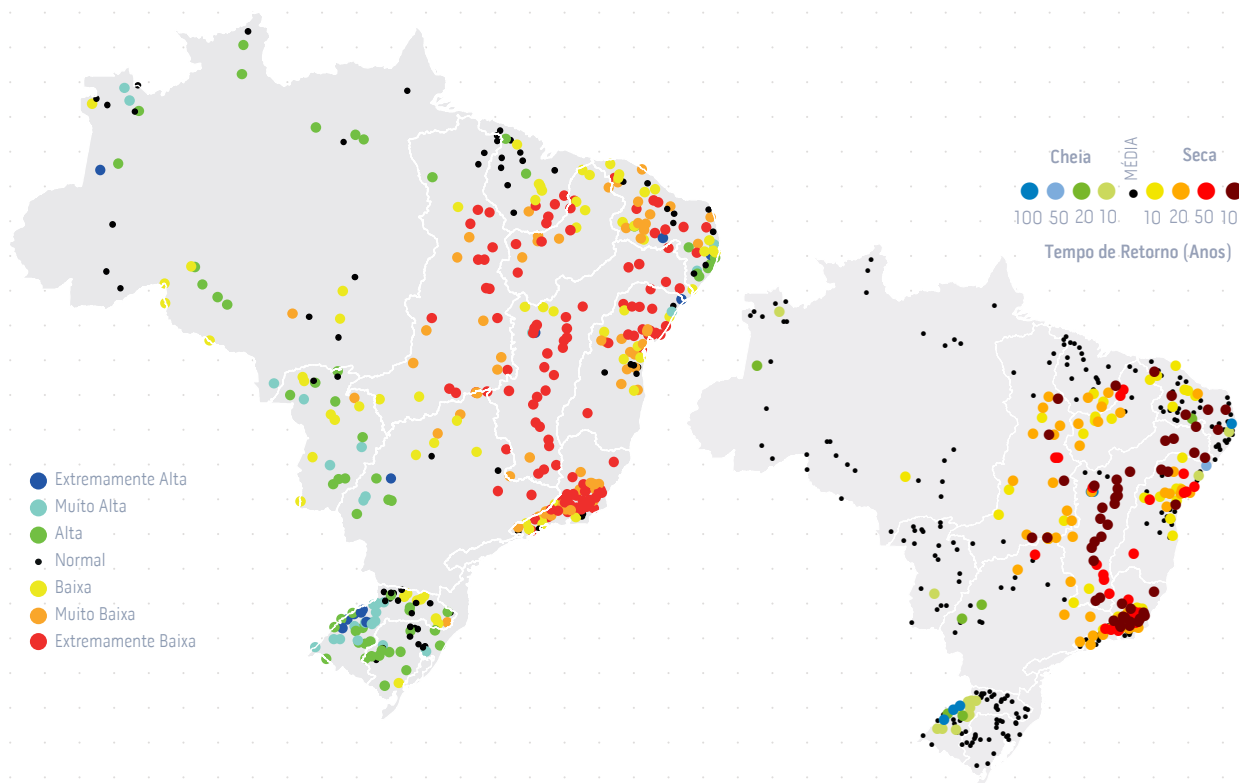 Extremamente Alta
Muito Alta
Alta
Normal
Baixa
Muito Baixa
Extremamente Baixa
Cheia MÉDIA Seca
100 50 20 10 10 20 50 10
Tempo de Retorno (Anos)